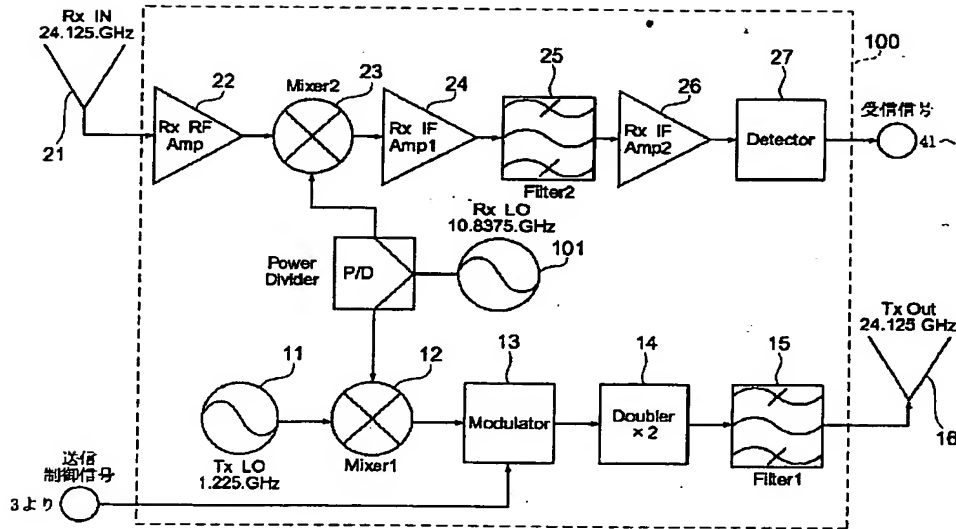 Rx IN
24.125.GHz
21
22
Rx RF
Amp
Mixer2
23
24
Rx IF
Amp1
25
Filter2
26
Rx IF
Amp2
27
Detector
100
受信信号
41～
Power
Divider
P/D
Rx LO
10.8375.GHz
101
11
Tx LO
1.225.GHz
12
Mixer1
13
Modulator
14
Doubler
×2
15
Filter1
Tx Out
24.125 GHz
16
送信
制御信号
3より